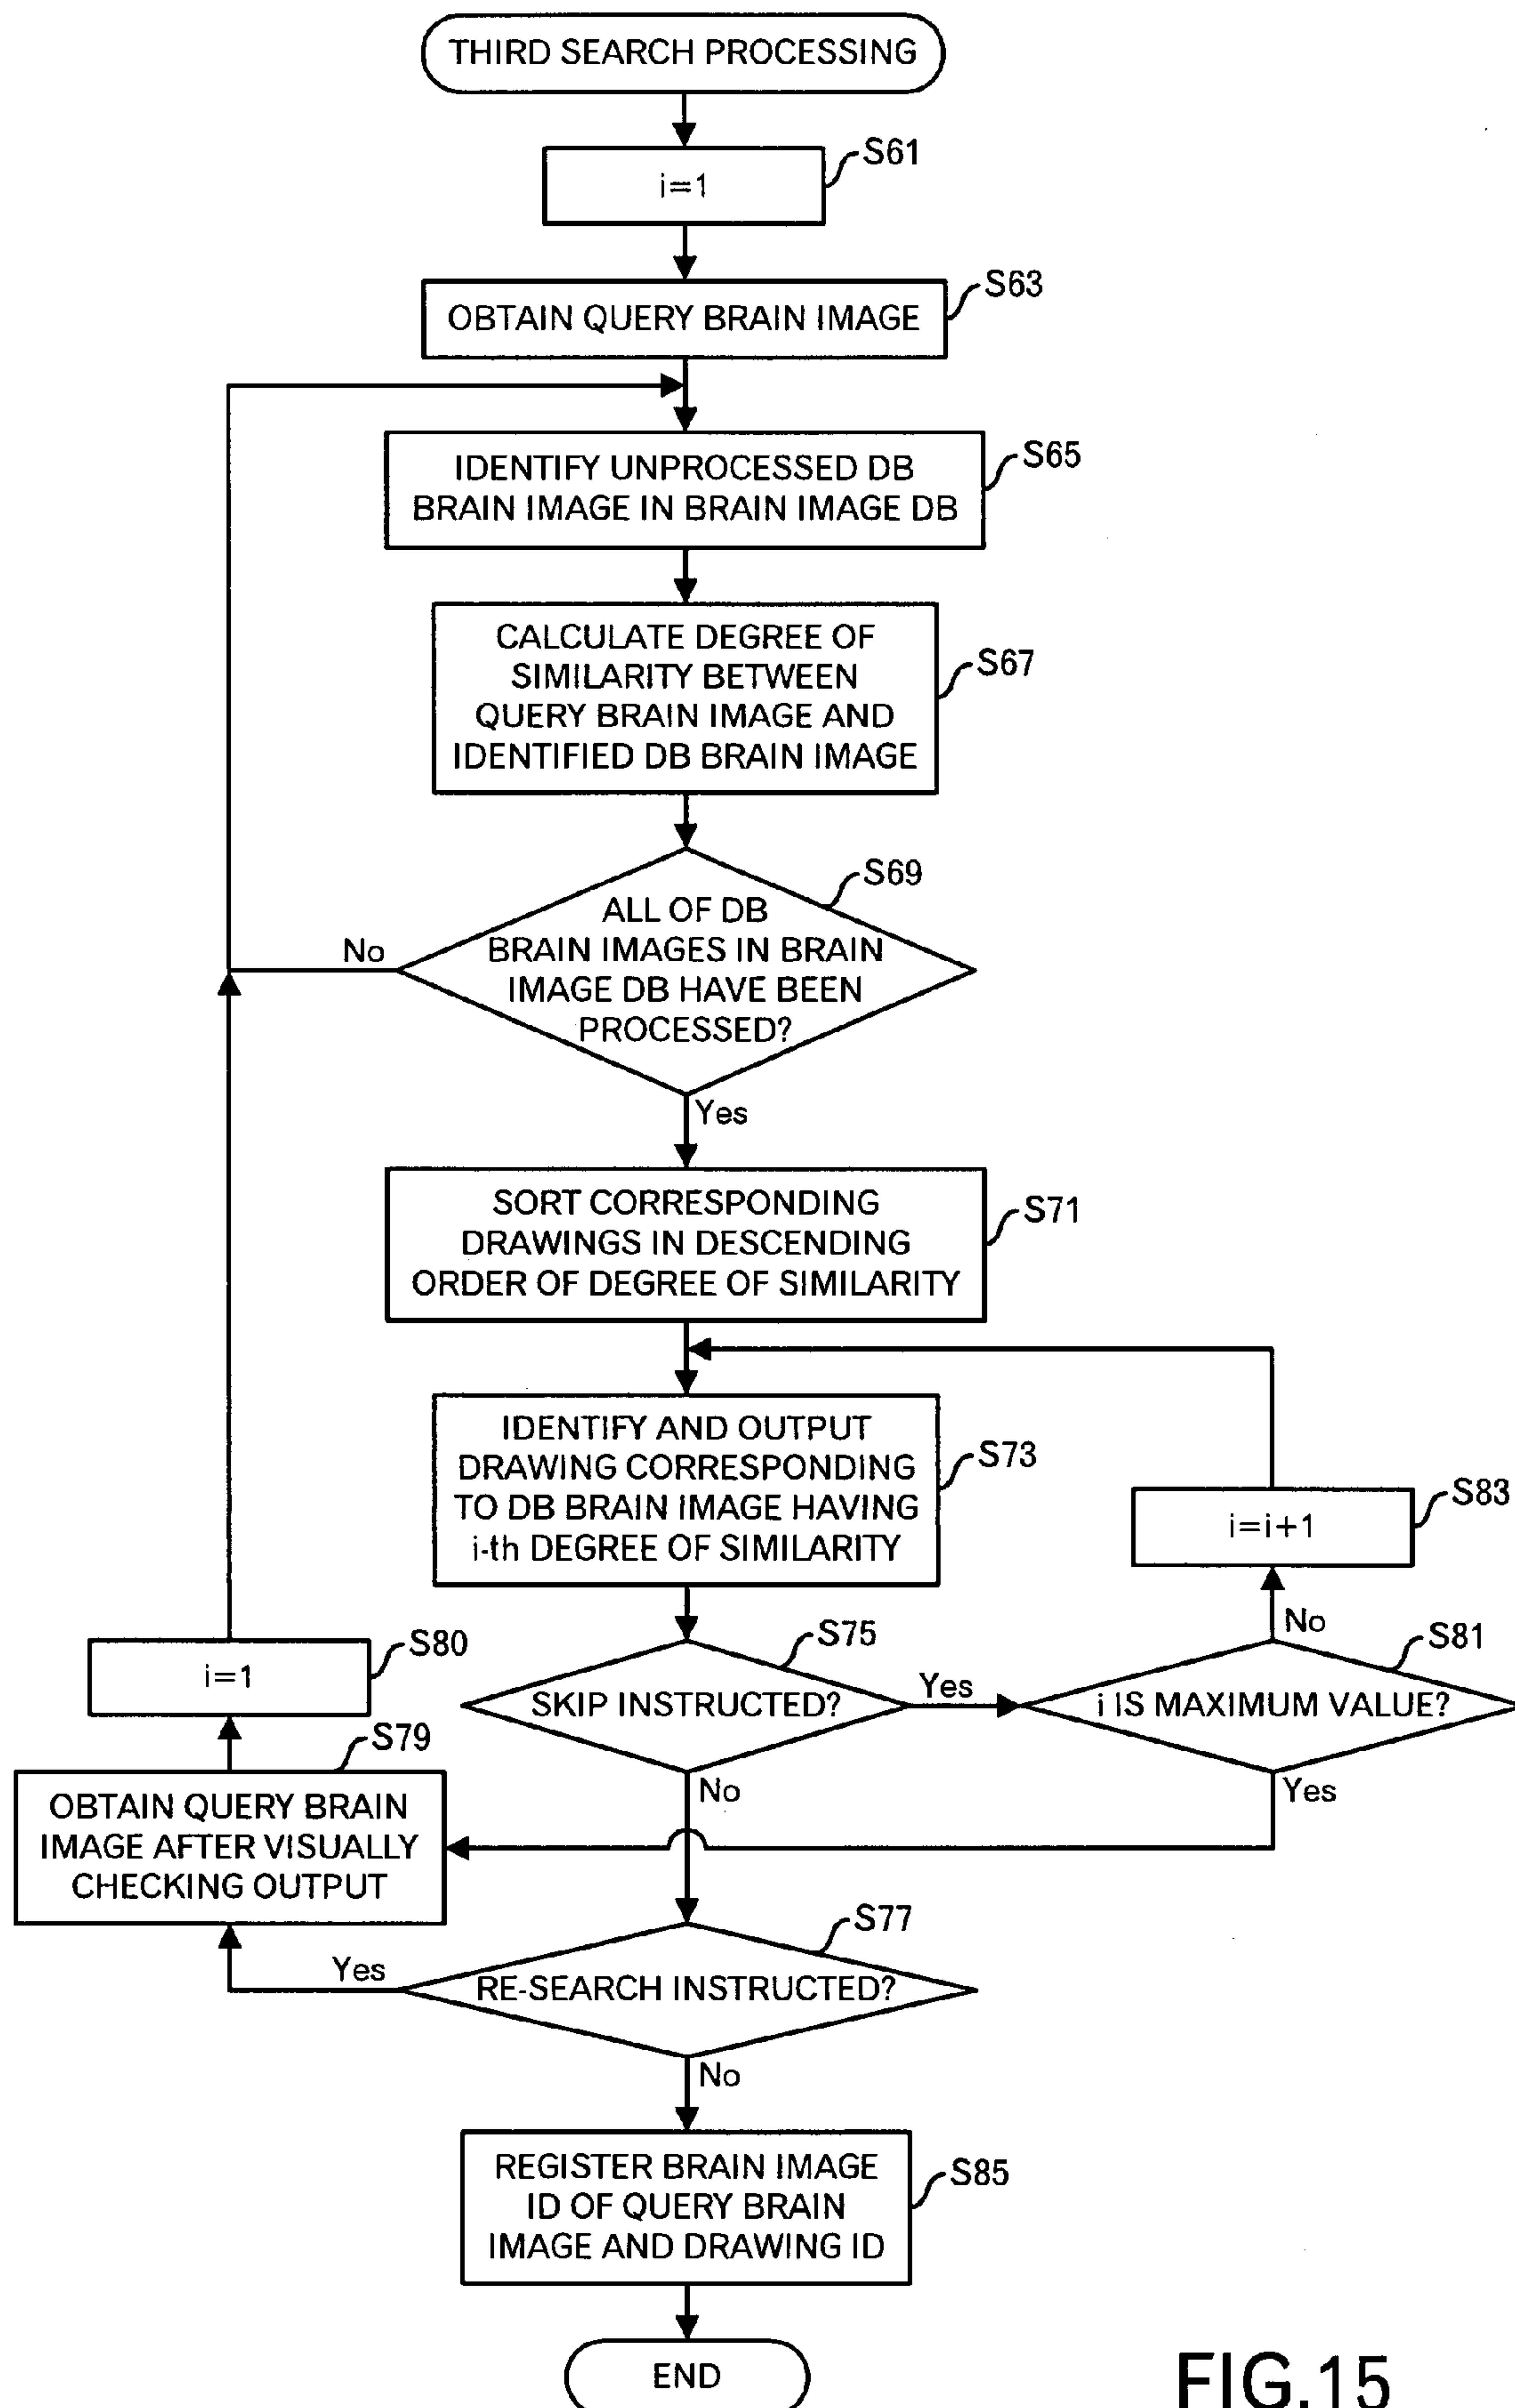 THIRD SEARCH PROCESSING
S61
i=1
S63
OBTAIN QUERY BRAIN IMAGE
S65
IDENTIFY UNPROCESSED DB
BRAIN IMAGE IN BRAIN IMAGE DB
S67
CALCULATE DEGREE OF
SIMILARITY BETWEEN
QUERY BRAIN IMAGE AND
IDENTIFIED DB BRAIN IMAGE
S69
ALL OF DB
BRAIN IMAGES IN BRAIN
IMAGE DB HAVE BEEN
PROCESSED?
No
Yes
S71
SORT CORRESPONDING
DRAWINGS IN DESCENDING
ORDER OF DEGREE OF SIMILARITY
S73
IDENTIFY AND OUTPUT
DRAWING CORRESPONDING
TO DB BRAIN IMAGE HAVING
i-th DEGREE OF SIMILARITY
S83
i=i+1
No
S75
SKIP INSTRUCTED?
Yes
S81
i IS MAXIMUM VALUE?
Yes
No
S80
i=1
S79
OBTAIN QUERY BRAIN
IMAGE AFTER VISUALLY
CHECKING OUTPUT
S77
RE-SEARCH INSTRUCTED?
Yes
No
S85
REGISTER BRAIN IMAGE
ID OF QUERY BRAIN
IMAGE AND DRAWING ID
END
FIG.15